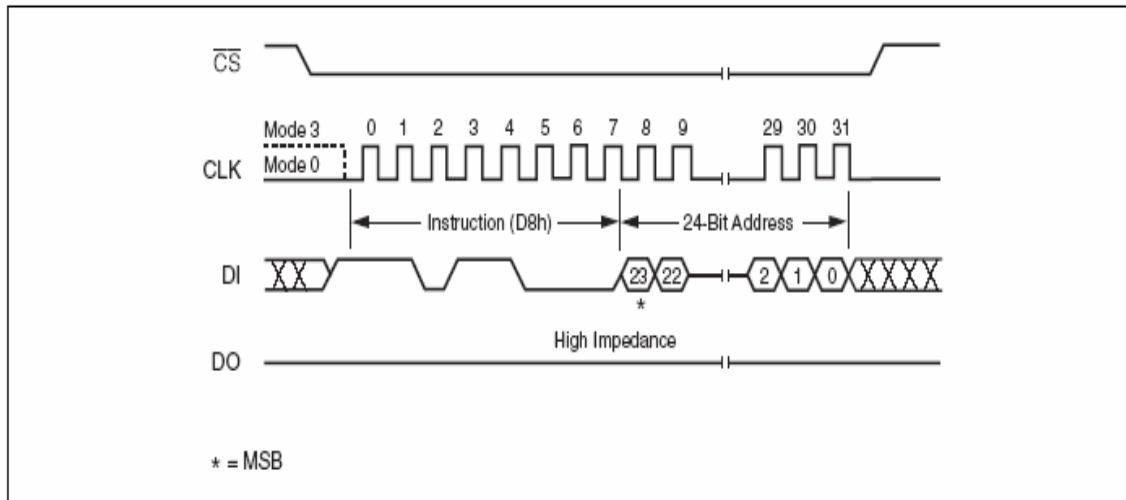 CS
Mode 3 0 1 2 3 4 5 6 7 8 9 29 30 31
CLK Mode 0
Instruction (D8h) 24-Bit Address
DI 23 22 2 1 0
*
High Impedance
DO
* = MSB